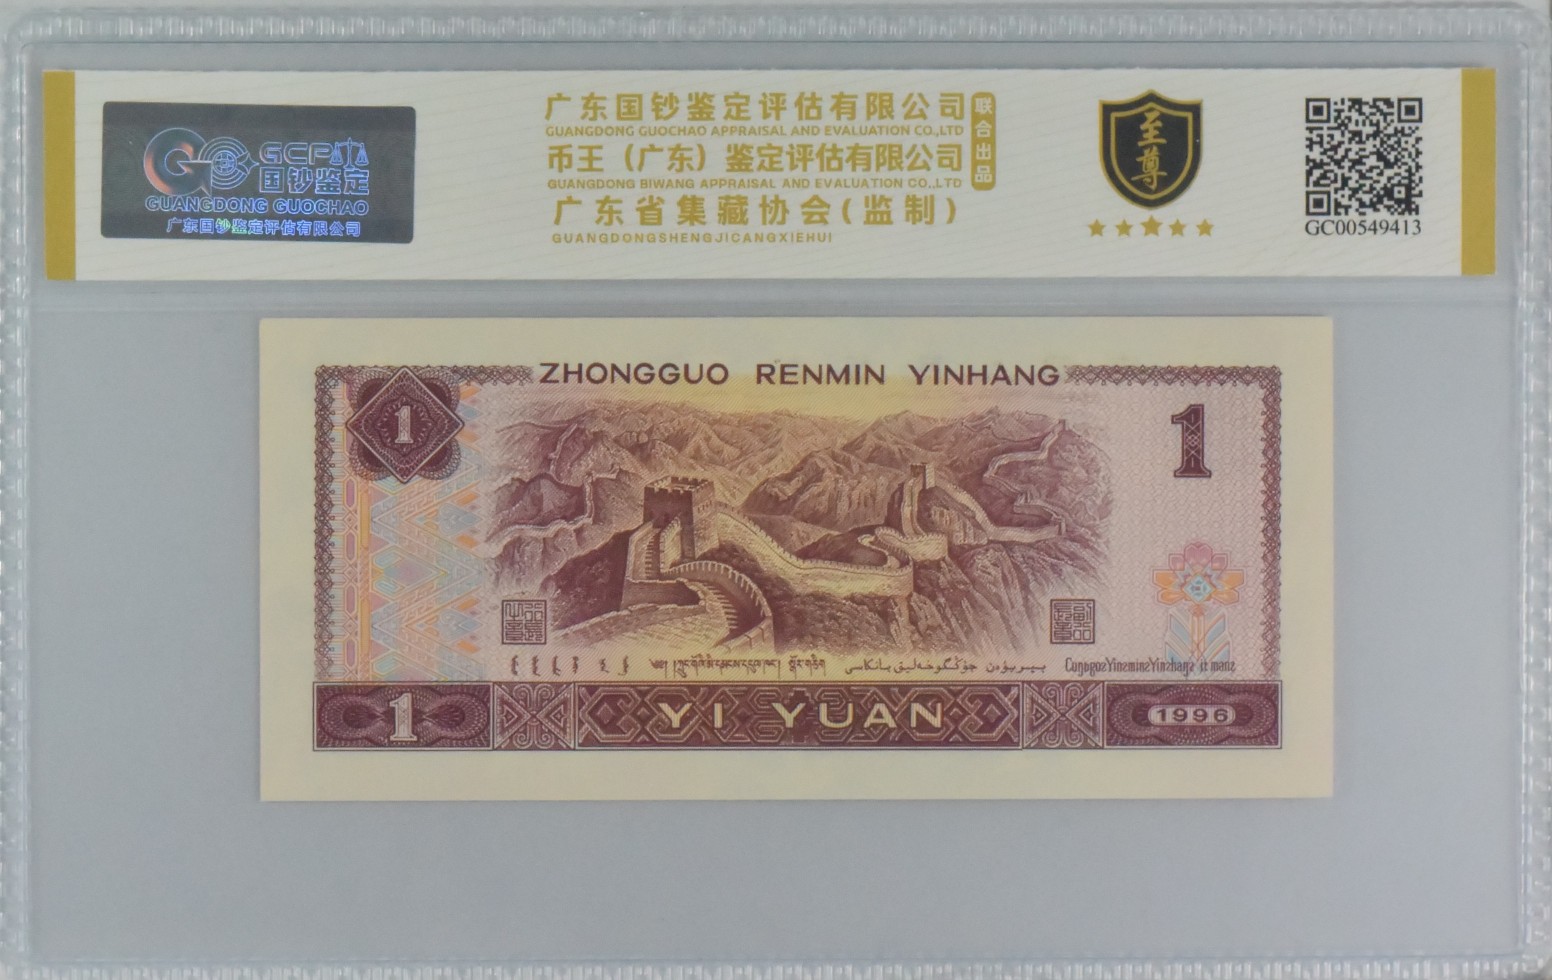 GCP
国钞鉴定
GUANGDONG GUOCHAO
广东国钞鉴定评估有限公司
广东国钞鉴定评估有限公司
GUANGDONG GUOCHAO APPRAISAL AND EVALUATION CO.,LTD
币王（广东）鉴定评估有限公司
GUANGDONG BIWANG APPRAISAL AND EVALUATION CO.,LTD
广东省集藏协会(监制)
GUANGDONGSHENGJICANGXIEHUI
联合出品
至尊
GC00549413
ZHONGGUO RENMIN YINHANG
1
1
1
YI YUAN
1996